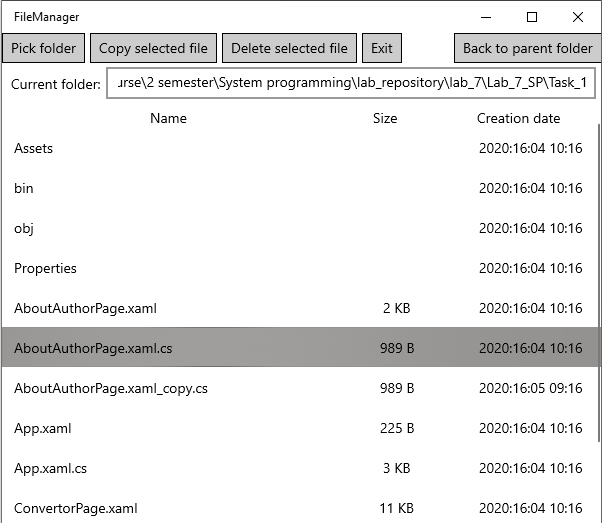 FileManager
Pick folder Copy selected file Delete selected file Exit Back to parent folder
Current folder: urse\2 semester\System programming\lab_repository\lab_7\Lab_7_SP\Task_1
Name Size Creation date
Assets 2020:16:04 10:16
bin 2020:16:04 10:16
obj 2020:16:04 10:16
Properties 2020:16:04 10:16
AboutAuthorPage.xaml 2 KB 2020:16:04 10:16
AboutAuthorPage.xaml.cs 989 B 2020:16:04 10:16
AboutAuthorPage.xaml_copy.cs 989 B 2020:16:05 09:16
App.xaml 225 B 2020:16:04 10:16
App.xaml.cs 3 KB 2020:16:04 10:16
ConvertorPage.xaml 11 KB 2020:16:04 10:16